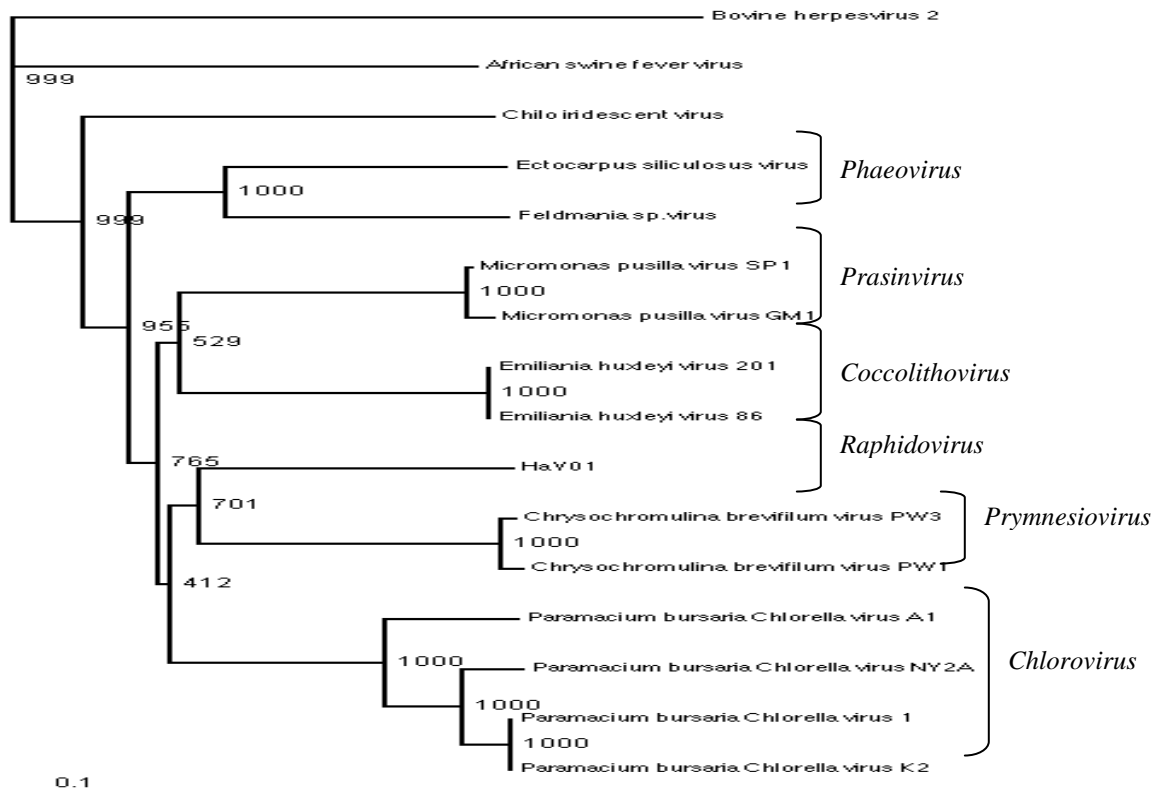 Bovine herpesvirus 2
African swine fever virus
999
Chilo iridescent virus
Ectocarpus siliculosus virus
Phaeovirus
1000
Feldmania sp.virus
999
Micromonas pusilla virus SP1
Prasinvirus
1000
Micromonas pusilla virus GM1
955
529
Emiliania huxleyi virus 201
Coccolithovirus
1000
Emiliania huxleyi virus 86
Raphidovirus
765
HaV01
701
Chrysochromulina brevifilum virus PW3
Prymnesiovirus
1000
Chrysochromulina brevifilum virus PW1
412
Paramacium bursaria Chlorella virus A1
1000
Chlorovirus
Paramacium bursaria Chlorella virus NY2A
1000
Paramacium bursaria Chlorella virus 1
1000
Paramacium bursaria Chlorella virus K2
0.1